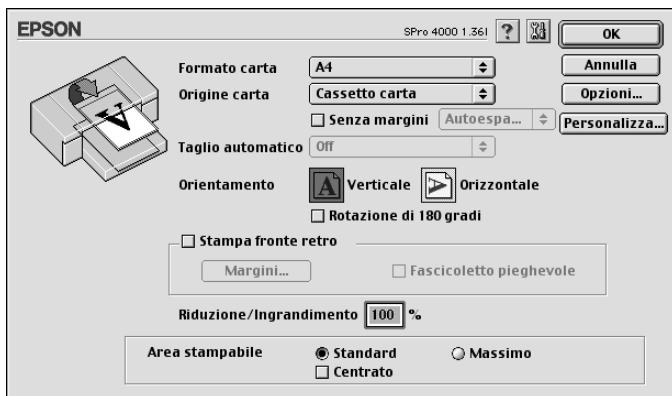 EPSON SPro 4000 1.36I ? OK
Formato carta A4 Annulla
Origine carta Cassetto carta Opzioni...
Senza margini Autoespa... Personalizza...
Taglio automatico Off
Orientamento A Verticale A Orizzontale
Rotazione di 180 gradi
Stampa fronte retro
Margini... Fascicoletto pieghevole
Riduzione/Ingrandimento 100 %
Area stampabile Standard Massimo
Centrato